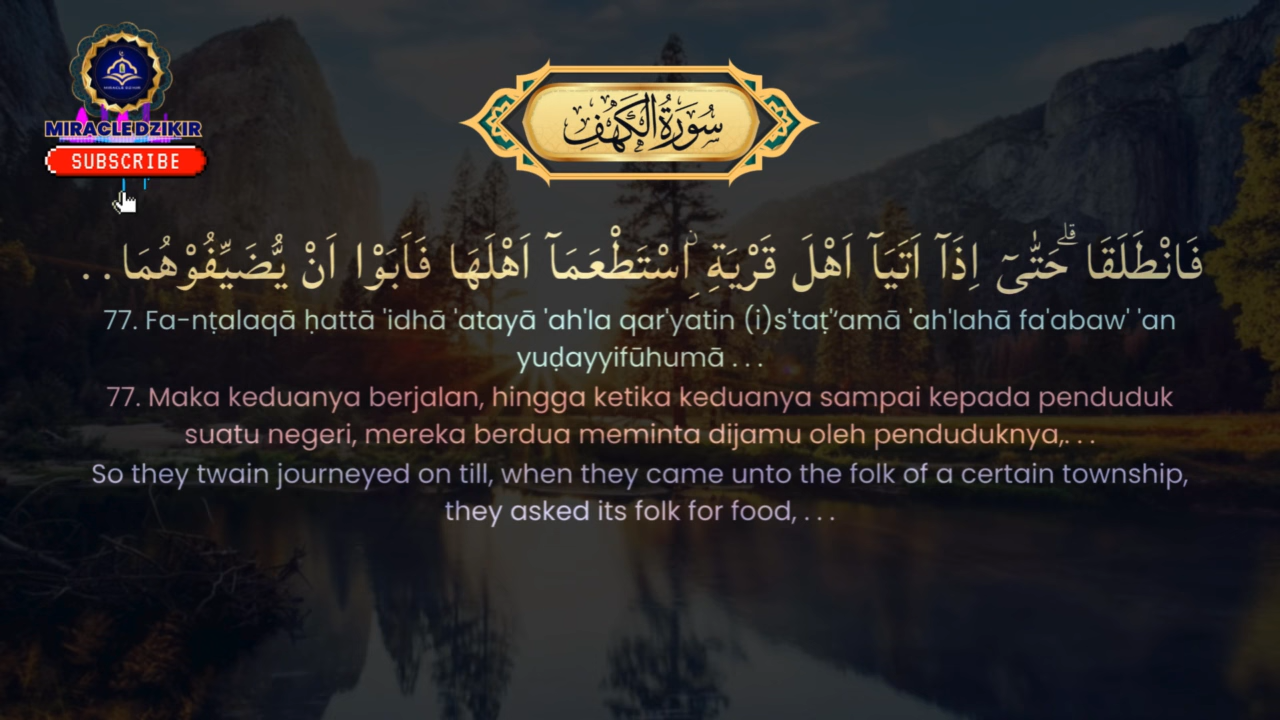 MIRACLE DZIKIR
SUBSCRIBE
سُورَةُ الْكَهْفِ
فَانْطَلَقَا ۗ حَتّٰىٓ اِذَآ اَتَيَآ اَهْلَ قَرْيَةِ ۨاسْتَطْعَمَآ اَهْلَهَا فَاَبَوْا اَنْ يُّضَيِّفُوْهُمَا . .
77. Fa-nṭalaqā ḥattā 'idhā 'atayā 'ah'la qar'yatin (i)s'taṭ'ʻamā 'ah'lahā fa'abaw' 'an
yuḍayyifūhumā . . .
77. Maka keduanya berjalan, hingga ketika keduanya sampai kepada penduduk
suatu negeri, mereka berdua meminta dijamu oleh penduduknya,. . .
So they twain journeyed on till, when they came unto the folk of a certain township,
they asked its folk for food, . . .